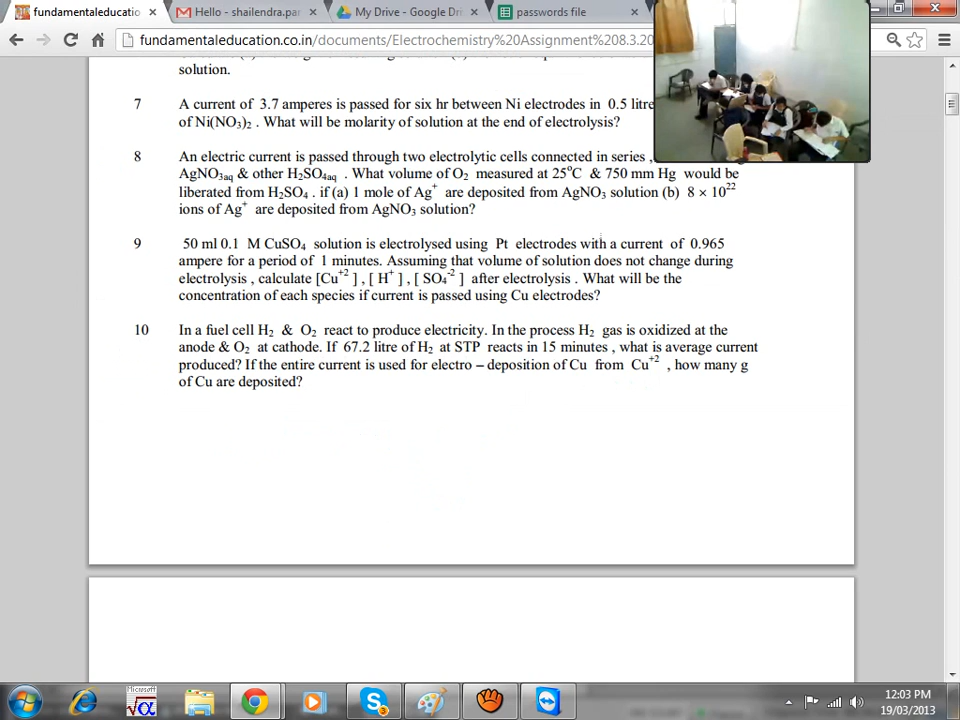 fundamentaleducatio
Hello - shailendra.par
My Drive - Google Dri
passwords file
fundamentaleducation.co.in/documents/Electrochemistry%20Assignment%208.3.20
solution.
7 A current of 3.7 amperes is passed for six hr between Ni electrodes in 0.5 litre
of Ni(NO₃)₂ . What will be molarity of solution at the end of electrolysis?
8 An electric current is passed through two electrolytic cells connected in series ,
AgNO₃aq & other H₂SO₄aq . What volume of O₂ measured at 25°C & 750 mm Hg would be
liberated from H₂SO₄ . if (a) 1 mole of Ag⁺ are deposited from AgNO₃ solution (b) 8 × 10²²
ions of Ag⁺ are deposited from AgNO₃ solution?
9 50 ml 0.1 M CuSO₄ solution is electrolysed using Pt electrodes with a current of 0.965
ampere for a period of 1 minutes. Assuming that volume of solution does not change during
electrolysis , calculate [Cu⁺² ] , [ H⁺ ] , [ SO₄⁻² ] after electrolysis . What will be the
concentration of each species if current is passed using Cu electrodes?
10 In a fuel cell H₂ & O₂ react to produce electricity. In the process H₂ gas is oxidized at the
anode & O₂ at cathode. If 67.2 litre of H₂ at STP reacts in 15 minutes , what is average current
produced? If the entire current is used for electro – deposition of Cu from Cu⁺² , how many g
of Cu are deposited?
Microsoft
√α
12:03 PM
19/03/2013